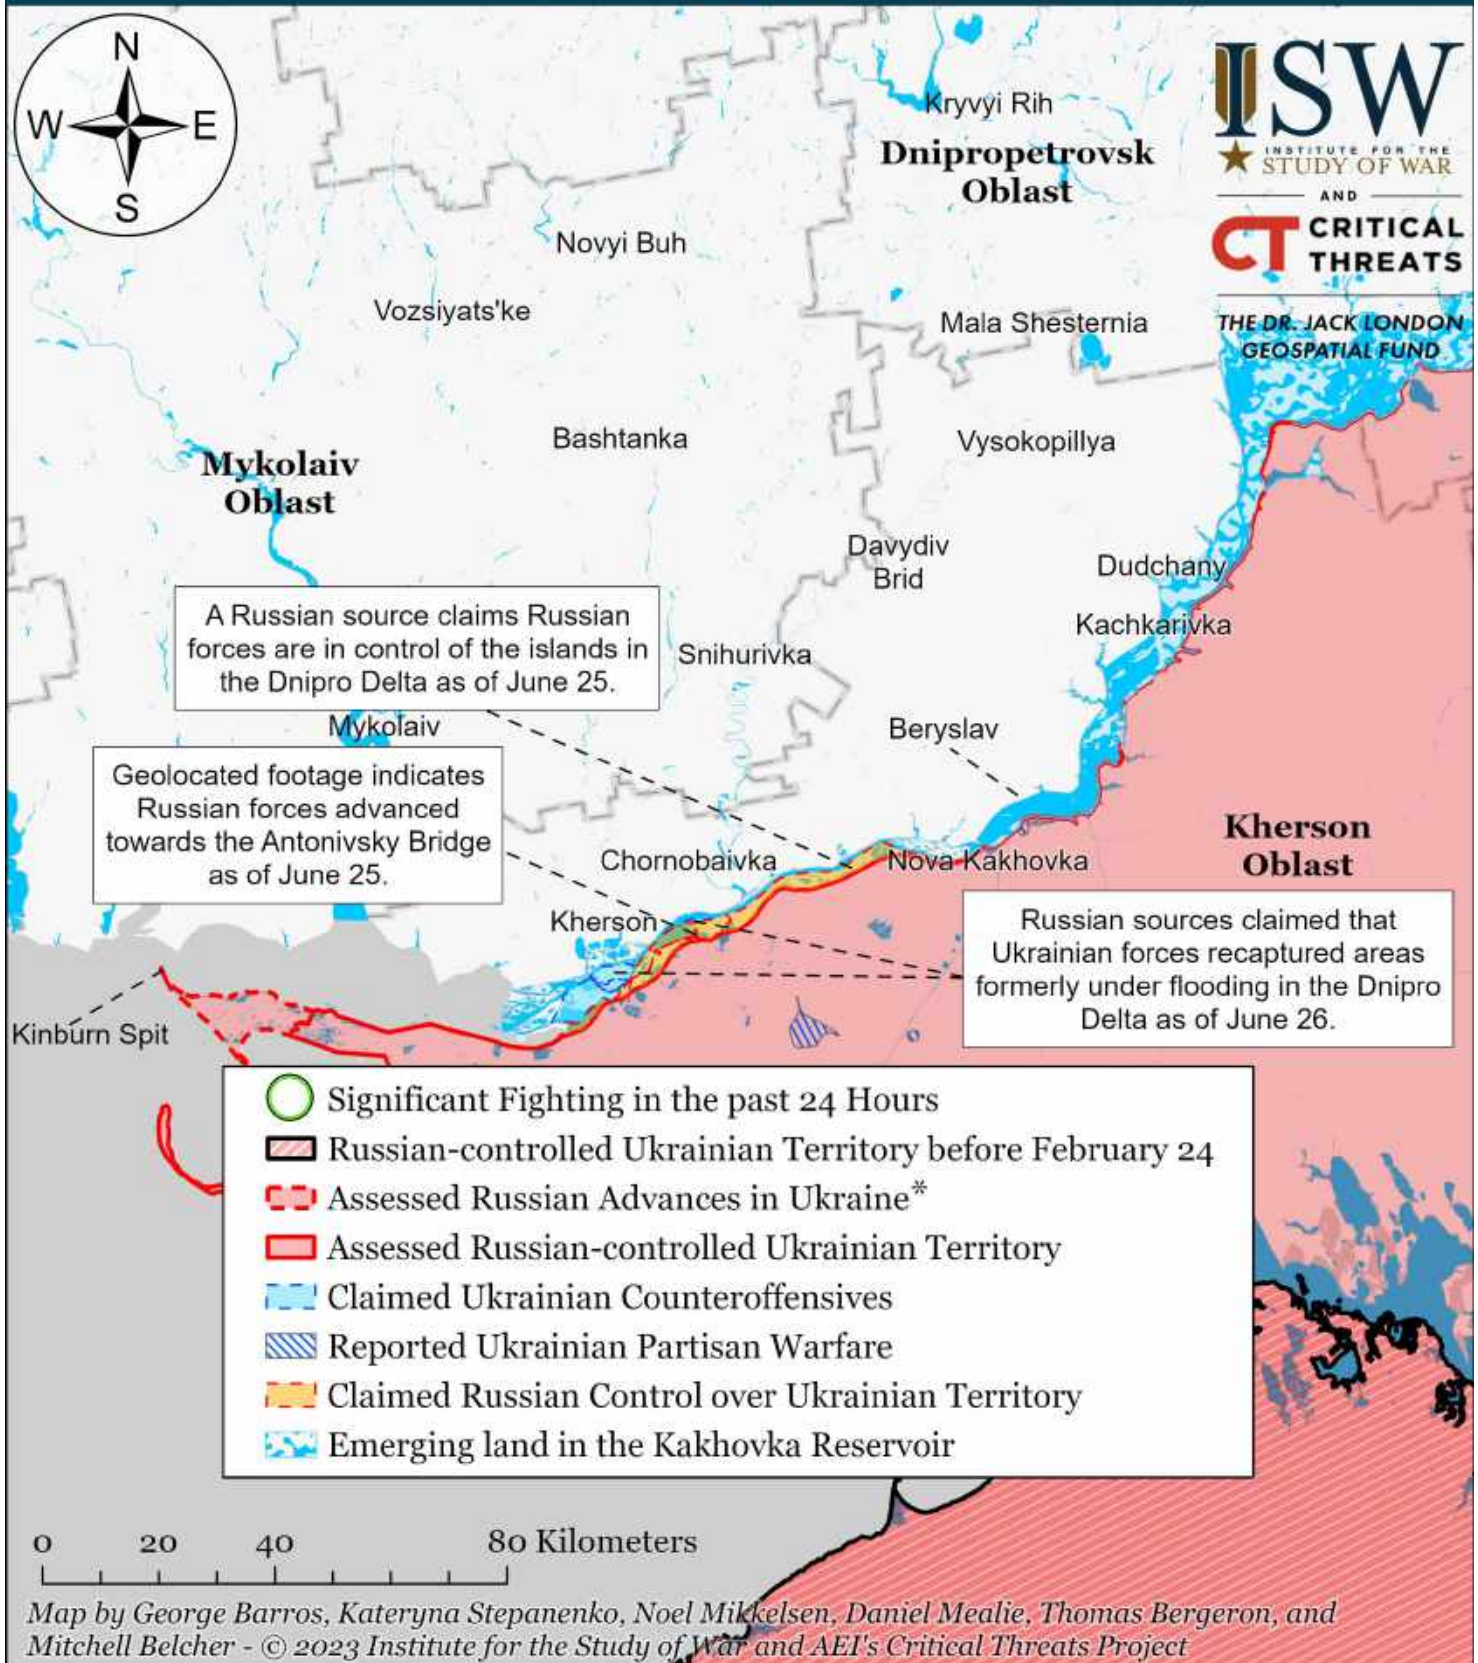 N
W
E
S
ISW
INSTITUTE FOR THE
STUDY OF WAR
AND
CT CRITICAL
THREATS
THE DR. JACK LONDON
GEOSPATIAL FUND
Kryvyi Rih
Dnipropetrovsk
Oblast
Novyi Buh
Vozsiyats'ke
Mala Shesternia
Bashtanka
Vysokopillya
Mykolaiv
Oblast
Davydiv
Brid
Dudchany
Kachkarivka
A Russian source claims Russian
forces are in control of the islands in
the Dnipro Delta as of June 25.
Snihurivka
Mykolaiv
Beryslav
Geolocated footage indicates
Russian forces advanced
towards the Antonivsky Bridge
as of June 25.
Kherson
Oblast
Chornobaivka
Nova Kakhovka
Kherson
Russian sources claimed that
Ukrainian forces recaptured areas
formerly under flooding in the Dnipro
Delta as of June 26.
Kinburn Spit
Significant Fighting in the past 24 Hours
Russian-controlled Ukrainian Territory before February 24
Assessed Russian Advances in Ukraine*
Assessed Russian-controlled Ukrainian Territory
Claimed Ukrainian Counteroffensives
Reported Ukrainian Partisan Warfare
Claimed Russian Control over Ukrainian Territory
Emerging land in the Kakhovka Reservoir
0 20 40 80 Kilometers
Map by George Barros, Kateryna Stepanenko, Noel Mikkelsen, Daniel Mealie, Thomas Bergeron, and
Mitchell Belcher - © 2023 Institute for the Study of War and AEI's Critical Threats Project